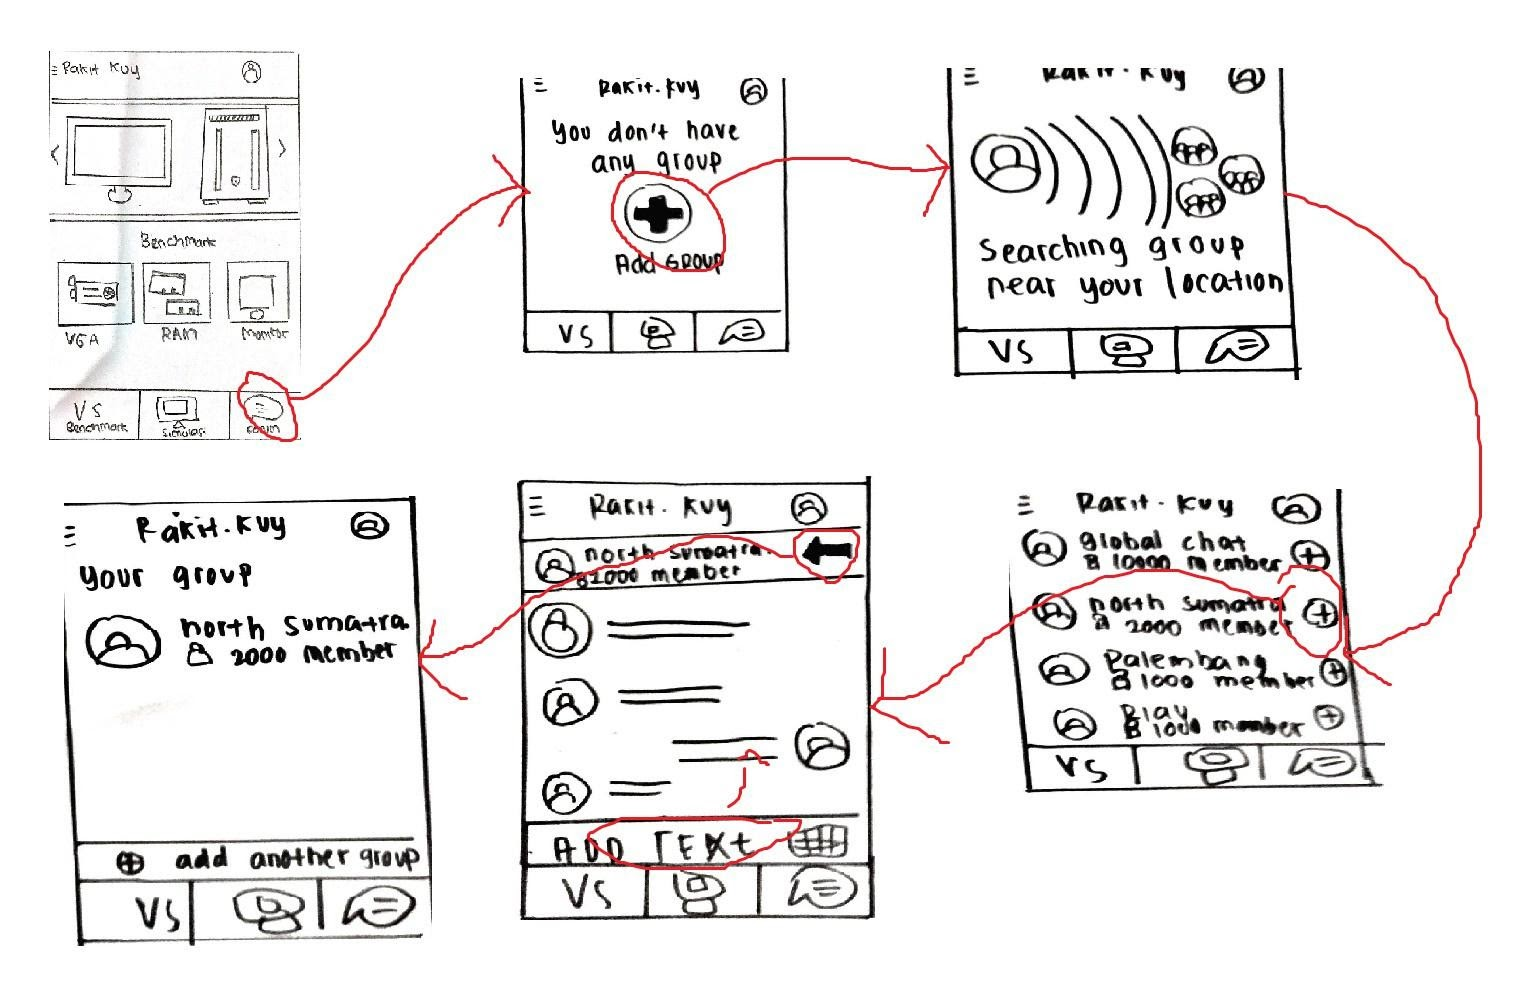 Rakit Kuy
Benchmark
VGA RAM Monitor
VS
Benchmark
Rakit.Kuy
You don't have
any group
Add GROUP
VS
Rakit.Kuy
Searching group
near your location
VS
Rakit.Kuy
global chat
10000 member
north sumatra
2000 member
Palembang
1000 member
Riau
1000 member
VS
Rakit.Kuy
north sumatra
2000 member
ADD TEXt
VS
Rakit.Kuy
your group
north sumatra
2000 member
add another group
VS